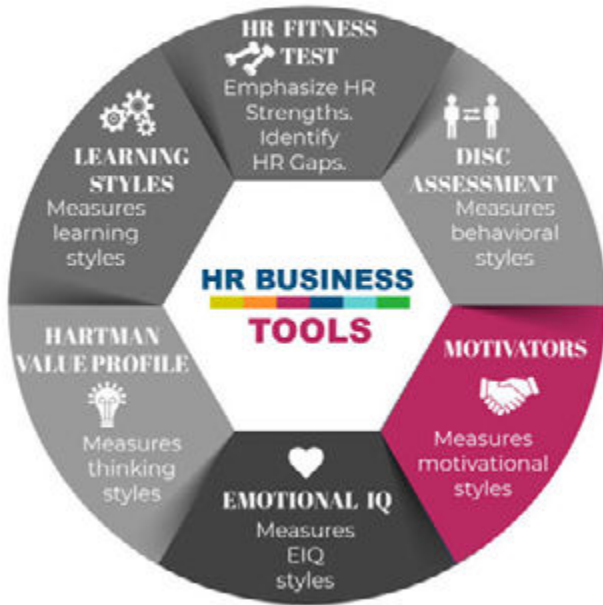 HR FITNESS
TEST
Emphasize HR
Strengths.
Identify
HR Gaps.
DISC
ASSESSMENT
Measures
behavioral
styles
MOTIVATORS
Measures
motivational
styles
EMOTIONAL IQ
Measures
EIQ
styles
HARTMAN
VALUE PROFILE
Measures
thinking
styles
LEARNING
STYLES
Measures
learning
styles
HR BUSINESS
TOOLS